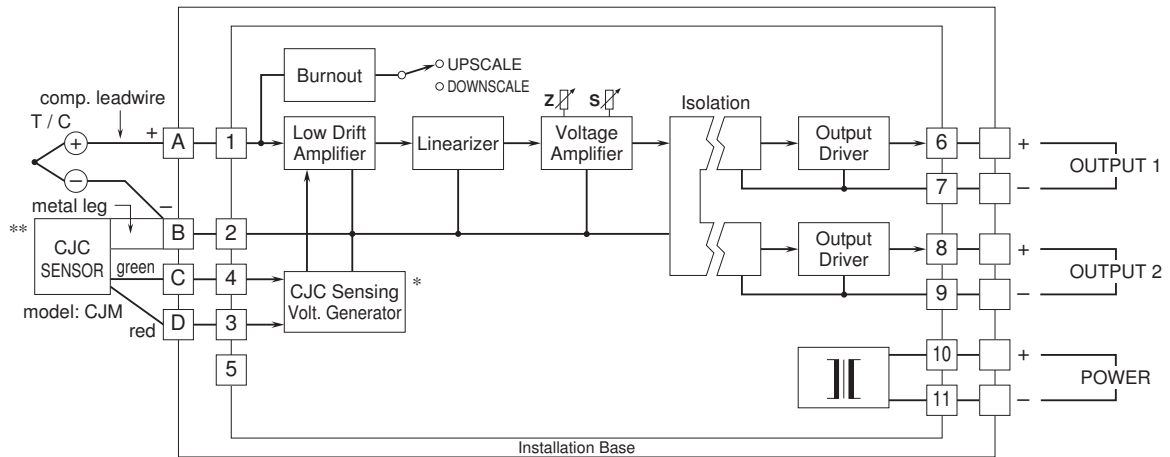 comp. leadwire
T / C
+
+
−
−
metal leg
**
CJC
SENSOR
green
model: CJM
red
A
B
C
D
1
2
4
3
5
Burnout
UPSCALE
DOWNSCALE
Low Drift
Amplifier
Linearizer
Z
S
Voltage
Amplifier
Isolation
CJC Sensing
Volt. Generator
*
Output
Driver
Output
Driver
6
7
8
9
10
11
+
OUTPUT 1
−
+
OUTPUT 2
−
+
POWER
−
Installation Base